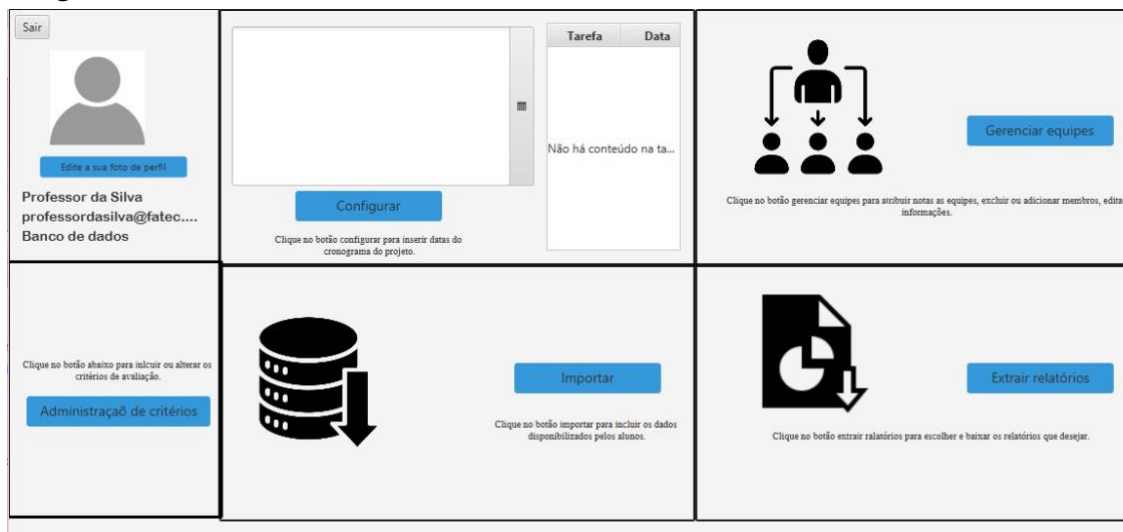 Sair
Edite a sua foto de perfil
Professor da Silva
professordasilva@fatec....
Banco de dados
Tarefa Data
Não há conteúdo na ta...
Configurar
Clique no botão configurar para inserir datas do
cronograma do projeto.
Gerenciar equipes
Clique no botão gerenciar equipes para atribuir notas as equipes, excluir ou adicionar membros, edita
informações.
Clique no botão abaixo para inlcuir ou alterar os
critérios de avaliação.
Administraçaõ de critérios
Importar
Clique no botão importar para incluir os dados
disponibilizados pelos alunos.
Extrair relatórios
Clique no botão extrair ralatórios para escolher e baixar os relatórios que desejar.